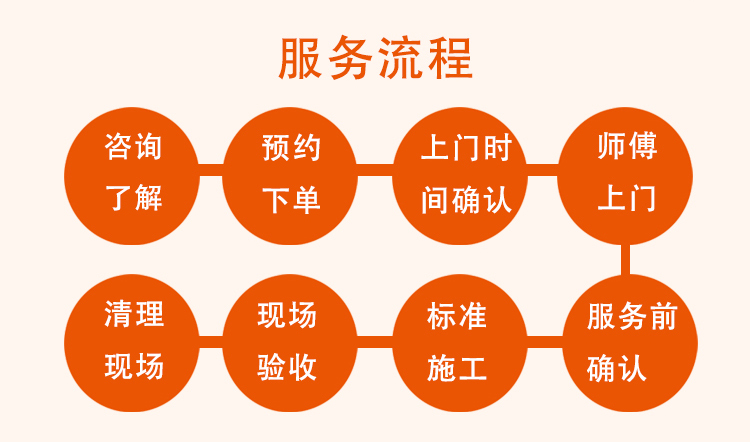 服务流程
咨询
了解
预约
下单
上门时
间确认
师傅
上门
服务前
确认
标准
施工
现场
验收
清理
现场